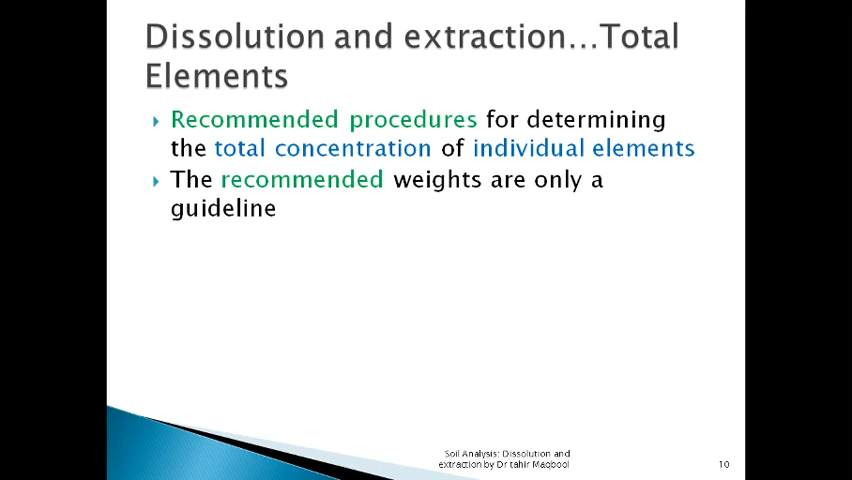 Dissolution and extraction...Total
Elements
Recommended procedures for determining
the total concentration of individual elements
The recommended weights are only a
guideline
Soil Analysis: Dissolution and
extraction by Dr tahir Maqbool
10